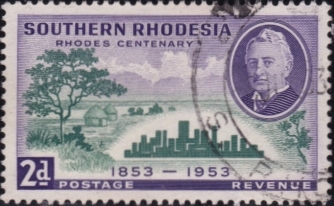 SOUTHERN RHODESIA
RHODES CENTENARY
1853 – 1953
2d
POSTAGE REVENUE